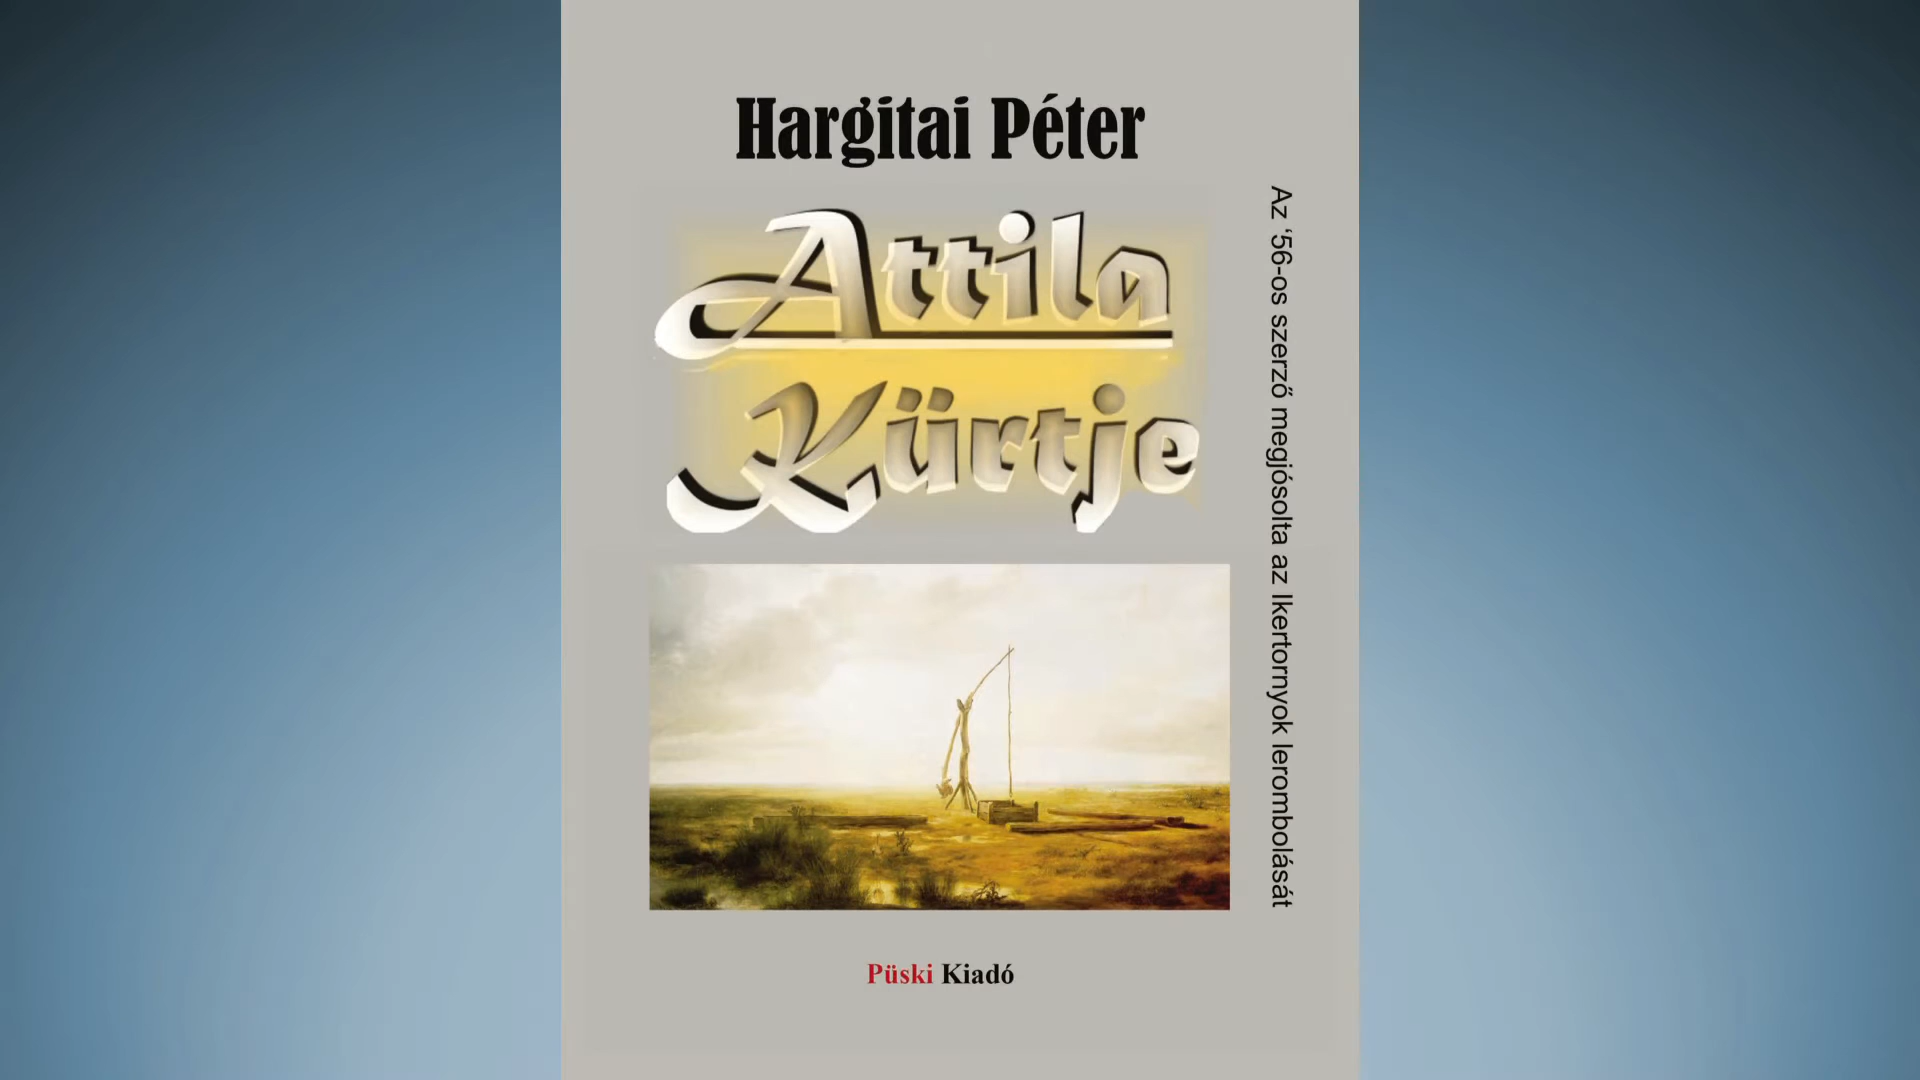 Hargitai Péter
Attila
Kürtje
Az ‘56-os szerző megjósolta az Ikertornyok lerombolását
Püski Kiadó